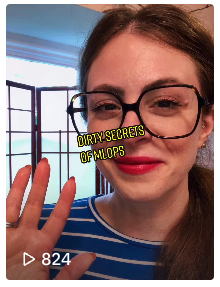 DIRTY SECRETS
OF MLOPS
824